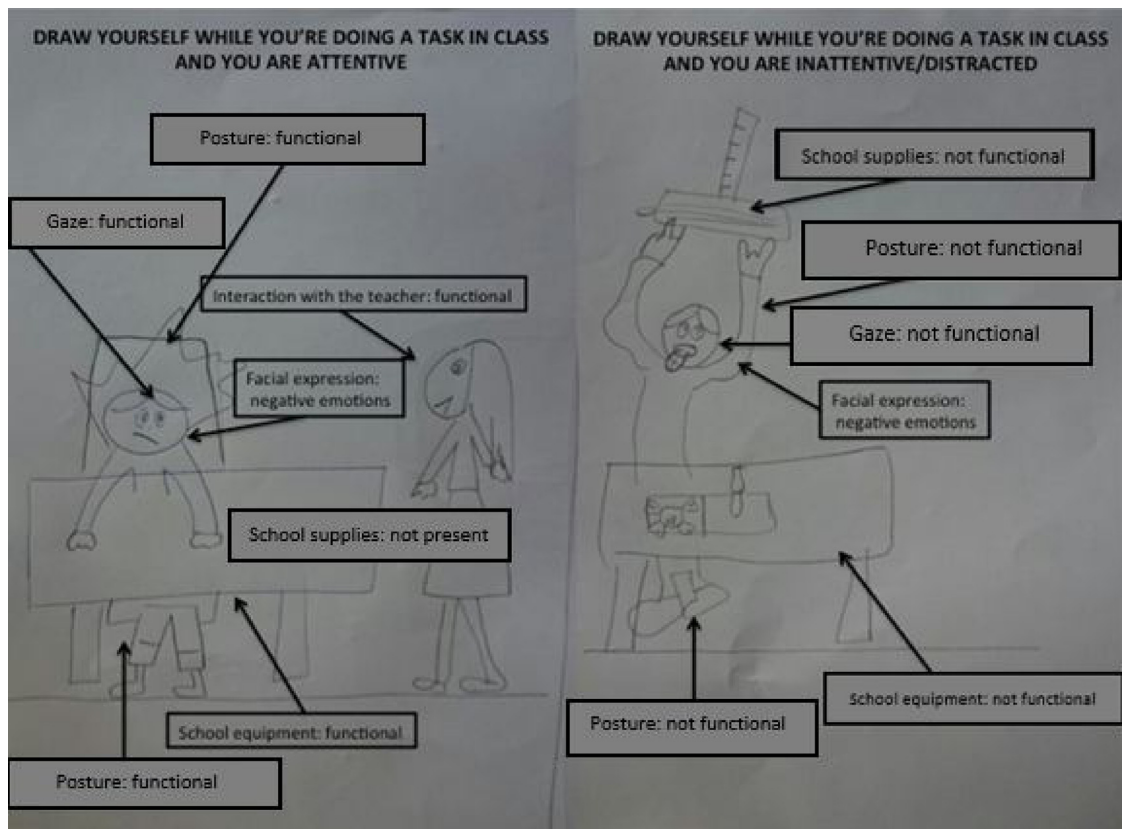 DRAW YOURSELF WHILE YOU'RE DOING A TASK IN CLASS
AND YOU ARE ATTENTIVE
Posture: functional
Gaze: functional
Interaction with the teacher: functional
Facial expression:
negative emotions
School supplies: not present
School equipment: functional
Posture: functional
DRAW YOURSELF WHILE YOU'RE DOING A TASK IN CLASS
AND YOU ARE INATTENTIVE/DISTRACTED
School supplies: not functional
Posture: not functional
Gaze: not functional
Facial expression:
negative emotions
School equipment: not functional
Posture: not functional